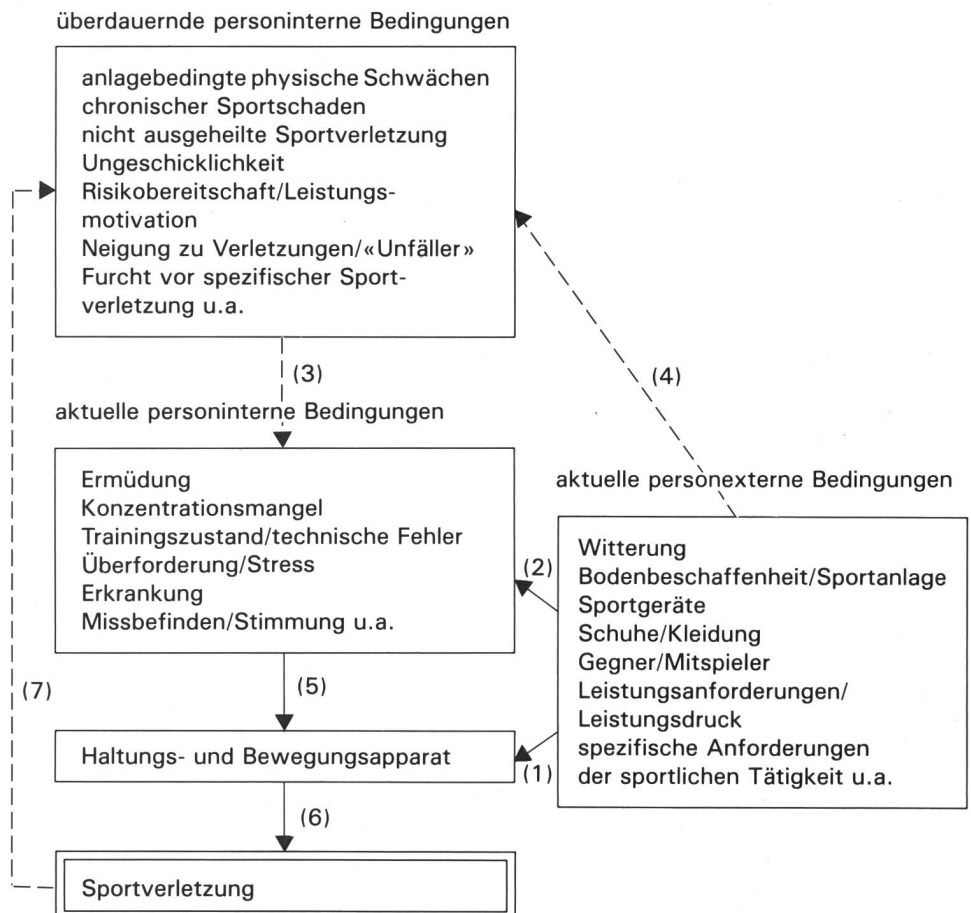 überdauernde personinterne Bedingungen
anlagebedingte physische Schwächen
chronischer Sportschaden
nicht ausgeheilte Sportverletzung
Ungeschicklichkeit
Risikobereitschaft/Leistungs-
motivation
Neigung zu Verletzungen/«Unfäller»
Furcht vor spezifischer Sport-
verletzung u.a.
(3)
(4)
aktuelle personinterne Bedingungen
Ermüdung
Konzentrationsmangel
Trainingszustand/technische Fehler
Überforderung/Stress
Erkrankung
Missbefinden/Stimmung u.a.
aktuelle personexterne Bedingungen
Witterung
Bodenbeschaffenheit/Sportanlage
Sportgeräte
Schuhe/Kleidung
Gegner/Mitspieler
Leistungsanforderungen/
Leistungsdruck
spezifische Anforderungen
der sportlichen Tätigkeit u.a.
(2)
(7)
(5)
Haltungs- und Bewegungsapparat
(1)
(6)
Sportverletzung